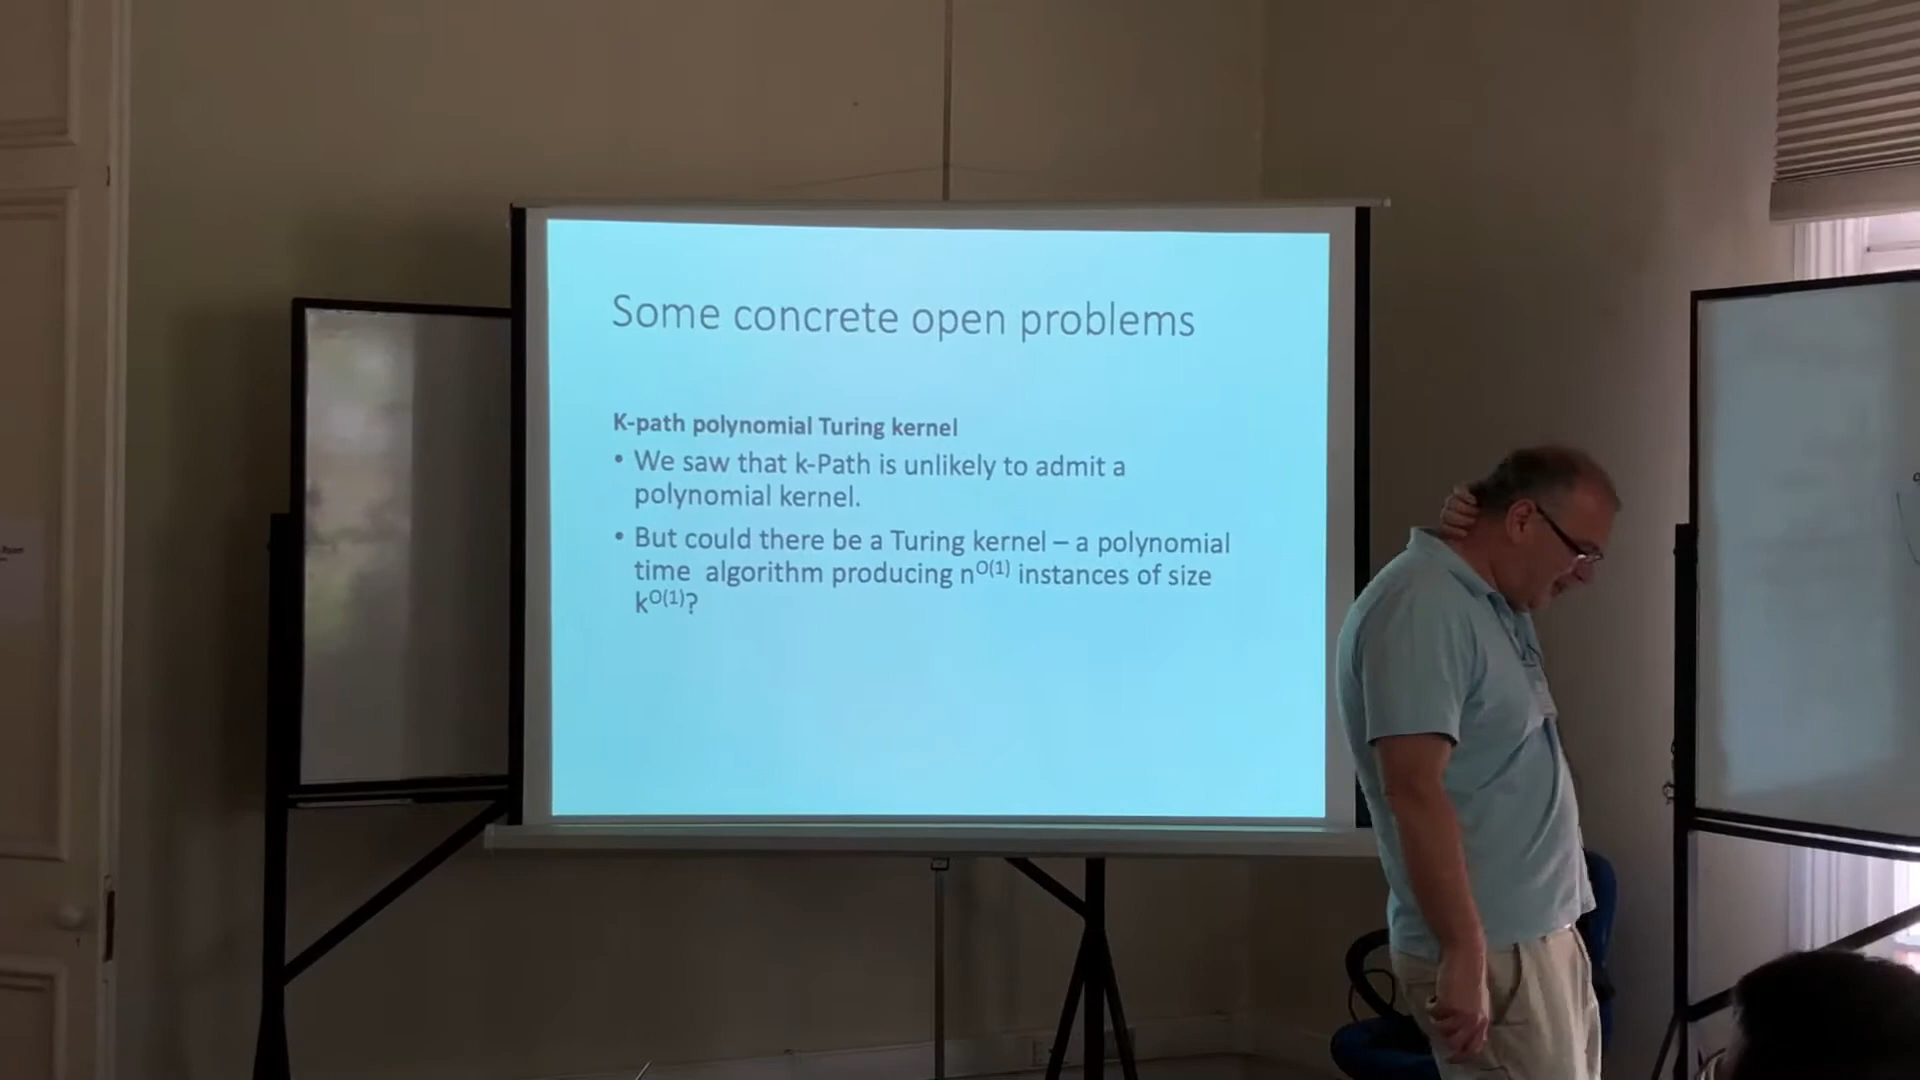 Some concrete open problems
K-path polynomial Turing kernel
• We saw that k-Path is unlikely to admit a
polynomial kernel.
• But could there be a Turing kernel – a polynomial
time algorithm producing n^O(1) instances of size
k^O(1)?